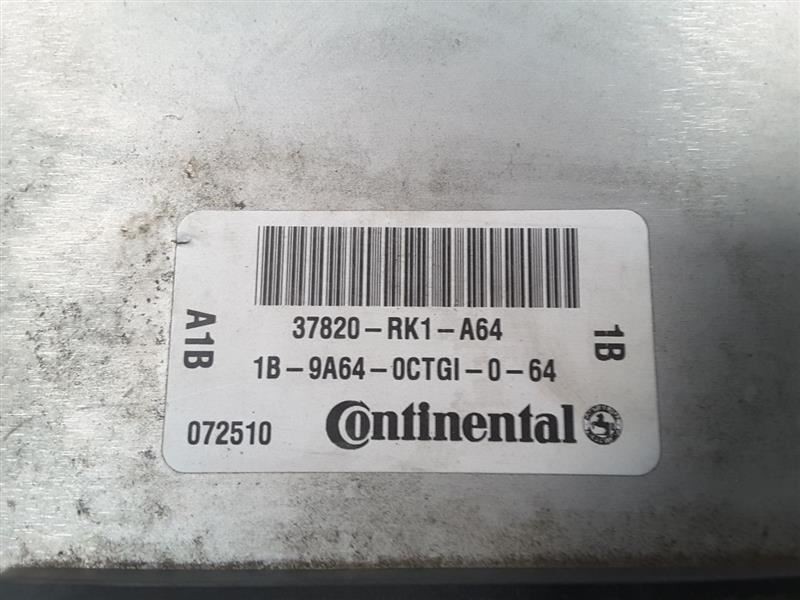 37820-RK1-A64
1B-9A64-0CTGI-0-64
A1B
1B
072510
Continental